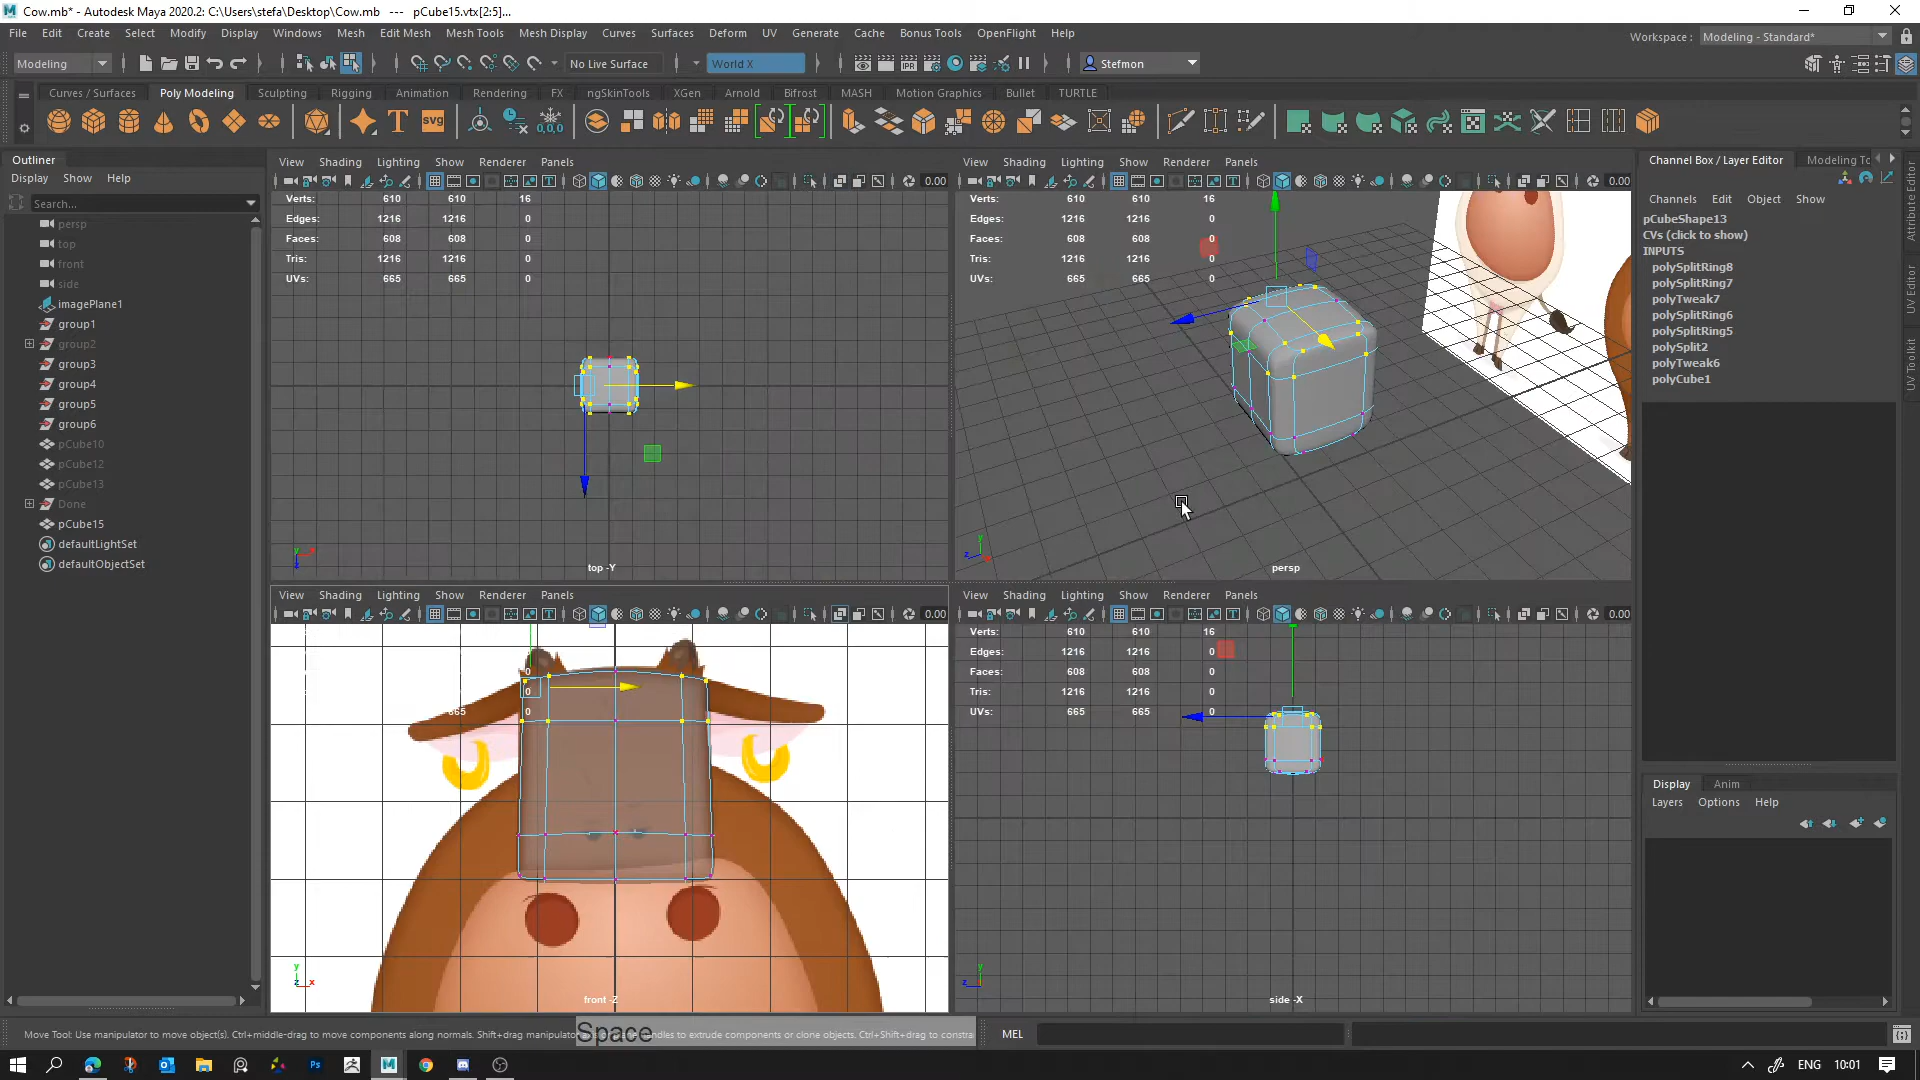 Cow.mb* - Autodesk Maya 2020.2: C:\Users\stefa\Desktop\Cow.mb --- pCube15.vtx[2:5]...
File Edit Create Select Modify Display Windows Mesh Edit Mesh Mesh Tools Mesh Display Curves Surfaces Deform UV Generate Cache Bonus Tools OpenFlight Help
Workspace : Modeling - Standard*
Modeling
No Live Surface
World X
Stefmon
Curves / Surfaces Poly Modeling Sculpting Rigging Animation Rendering FX ngSkinTools XGen Arnold Bifrost MASH Motion Graphics Bullet TURTLE
Outliner
Display Show Help
Search...
persp
top
front
side
imagePlane1
group1
group2
group3
group4
group5
group6
pCube10
pCube12
pCube13
Done
pCube15
defaultLightSet
defaultObjectSet
View Shading Lighting Show Renderer Panels
0.00
Verts: 610 610 16
Edges: 1216 1216 0
Faces: 608 608 0
Tris: 1216 1216 0
UVs: 665 665 0
top -Y
View Shading Lighting Show Renderer Panels
0.00
Verts: 610 610 16
Edges: 1216 1216 0
Faces: 608 608 0
Tris: 1216 1216 0
UVs: 665 665 0
persp
View Shading Lighting Show Renderer Panels
0.00
0
0
665 0
front -Z
View Shading Lighting Show Renderer Panels
0.00
Verts: 610 610 16
Edges: 1216 1216 0
Faces: 608 608 0
Tris: 1216 1216 0
UVs: 665 665 0
side -X
Channel Box / Layer Editor
Modeling To
Channels Edit Object Show
pCubeShape13
CVs (click to show)
INPUTS
polySplitRing8
polySplitRing7
polyTweak7
polySplitRing6
polySplitRing5
polySplit2
polyTweak6
polyCube1
Attribute Editor
UV Editor
UV Toolkit
Display Anim
Layers Options Help
Move Tool: Use manipulator to move object(s). Ctrl+middle-drag to move components along normals. Shift+drag manipulator
Space
handles to extrude components or clone objects. Ctrl+Shift+drag to constra
MEL
ENG 10:01